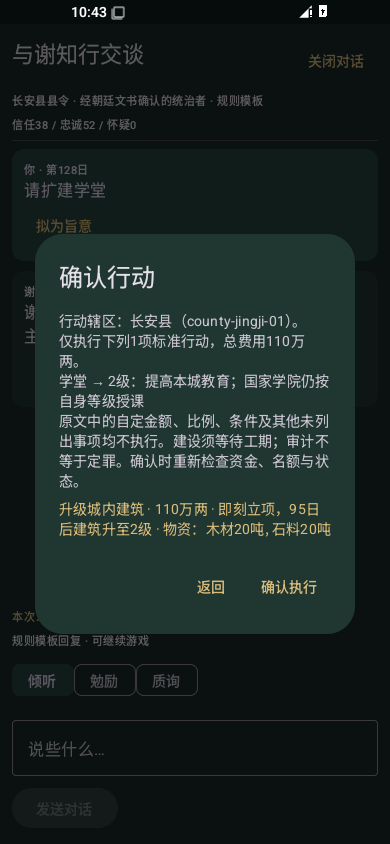 10:43
与谢知行交谈
关闭对话
长安县县令 · 经朝廷文书确认的统治者 · 规则模板
信任38 / 忠诚52 / 怀疑0
你 · 第128日
请扩建学堂
拟为旨意
谢
谢
主
确认行动
行动辖区：长安县（county-jingji-01）。
仅执行下列1项标准行动，总费用110万
两。
学堂 → 2级：提高本城教育；国家学院仍按
自身等级授课
原文中的自定金额、比例、条件及其他未列
出事项均不执行。建设须等待工期；审计不
等于定罪。确认时重新检查资金、名额与状
态。
升级城内建筑 · 110万两 · 即刻立项，95日
后建筑升至2级 · 物资：木材20吨, 石料20吨
返回
确认执行
本次
规则模板回复 · 可继续游戏
倾听
勉励
质询
说些什么…
发送对话